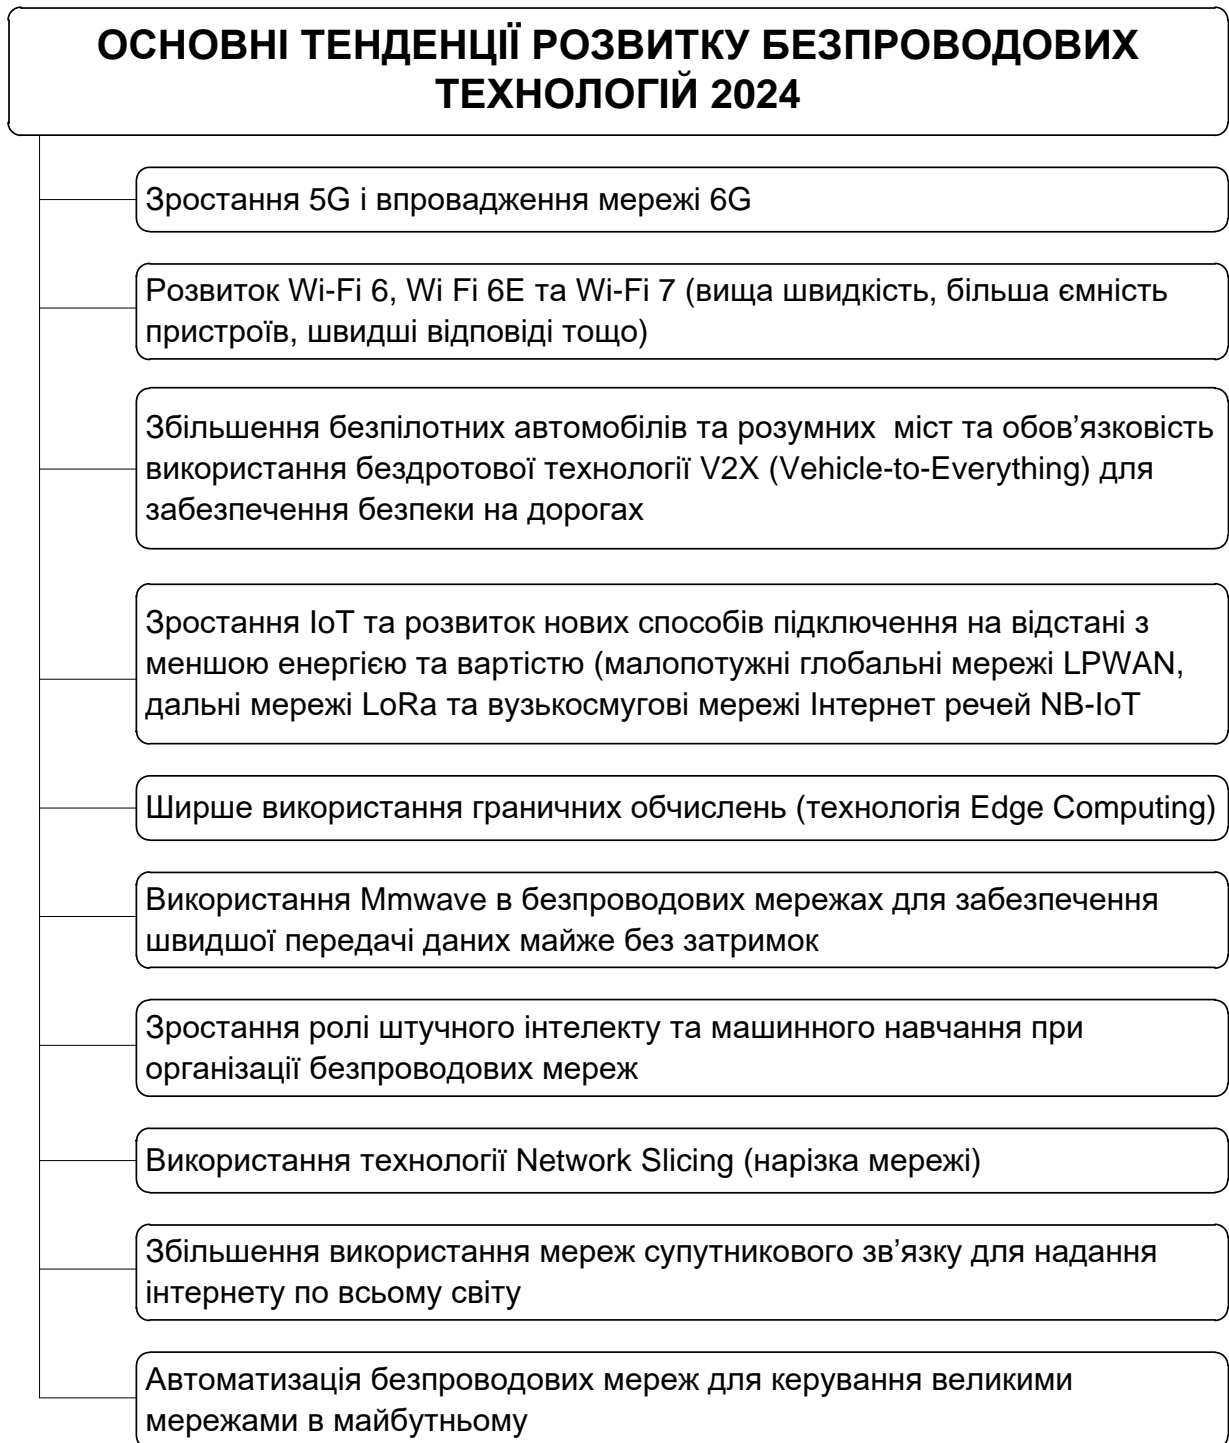 ОСНОВНІ ТЕНДЕНЦІЇ РОЗВИТКУ БЕЗПРОВОДОВИХ
ТЕХНОЛОГІЙ 2024
Зростання 5G і впровадження мережі 6G
Розвиток Wi-Fi 6, Wi Fi 6E та Wi-Fi 7 (вища швидкість, більша ємність
пристроїв, швидші відповіді тощо)
Збільшення безпілотних автомобілів та розумних  міст та обов’язковість
використання бездротової технології V2X (Vehicle-to-Everything) для
забезпечення безпеки на дорогах
Зростання IoT та розвиток нових способів підключення на відстані з
меншою енергією та вартістю (малопотужні глобальні мережі LPWAN,
дальні мережі LoRa та вузькосмугові мережі Інтернет речей NB-IoT
Ширше використання граничних обчислень (технологія Edge Computing)
Використання Mmwave в безпроводових мережах для забезпечення
швидшої передачі даних майже без затримок
Зростання ролі штучного інтелекту та машинного навчання при
організації безпроводових мереж
Використання технології Network Slicing (нарізка мережі)
Збільшення використання мереж супутникового зв’язку для надання
інтернету по всьому світу
Автоматизація безпроводових мереж для керування великими
мережами в майбутньому